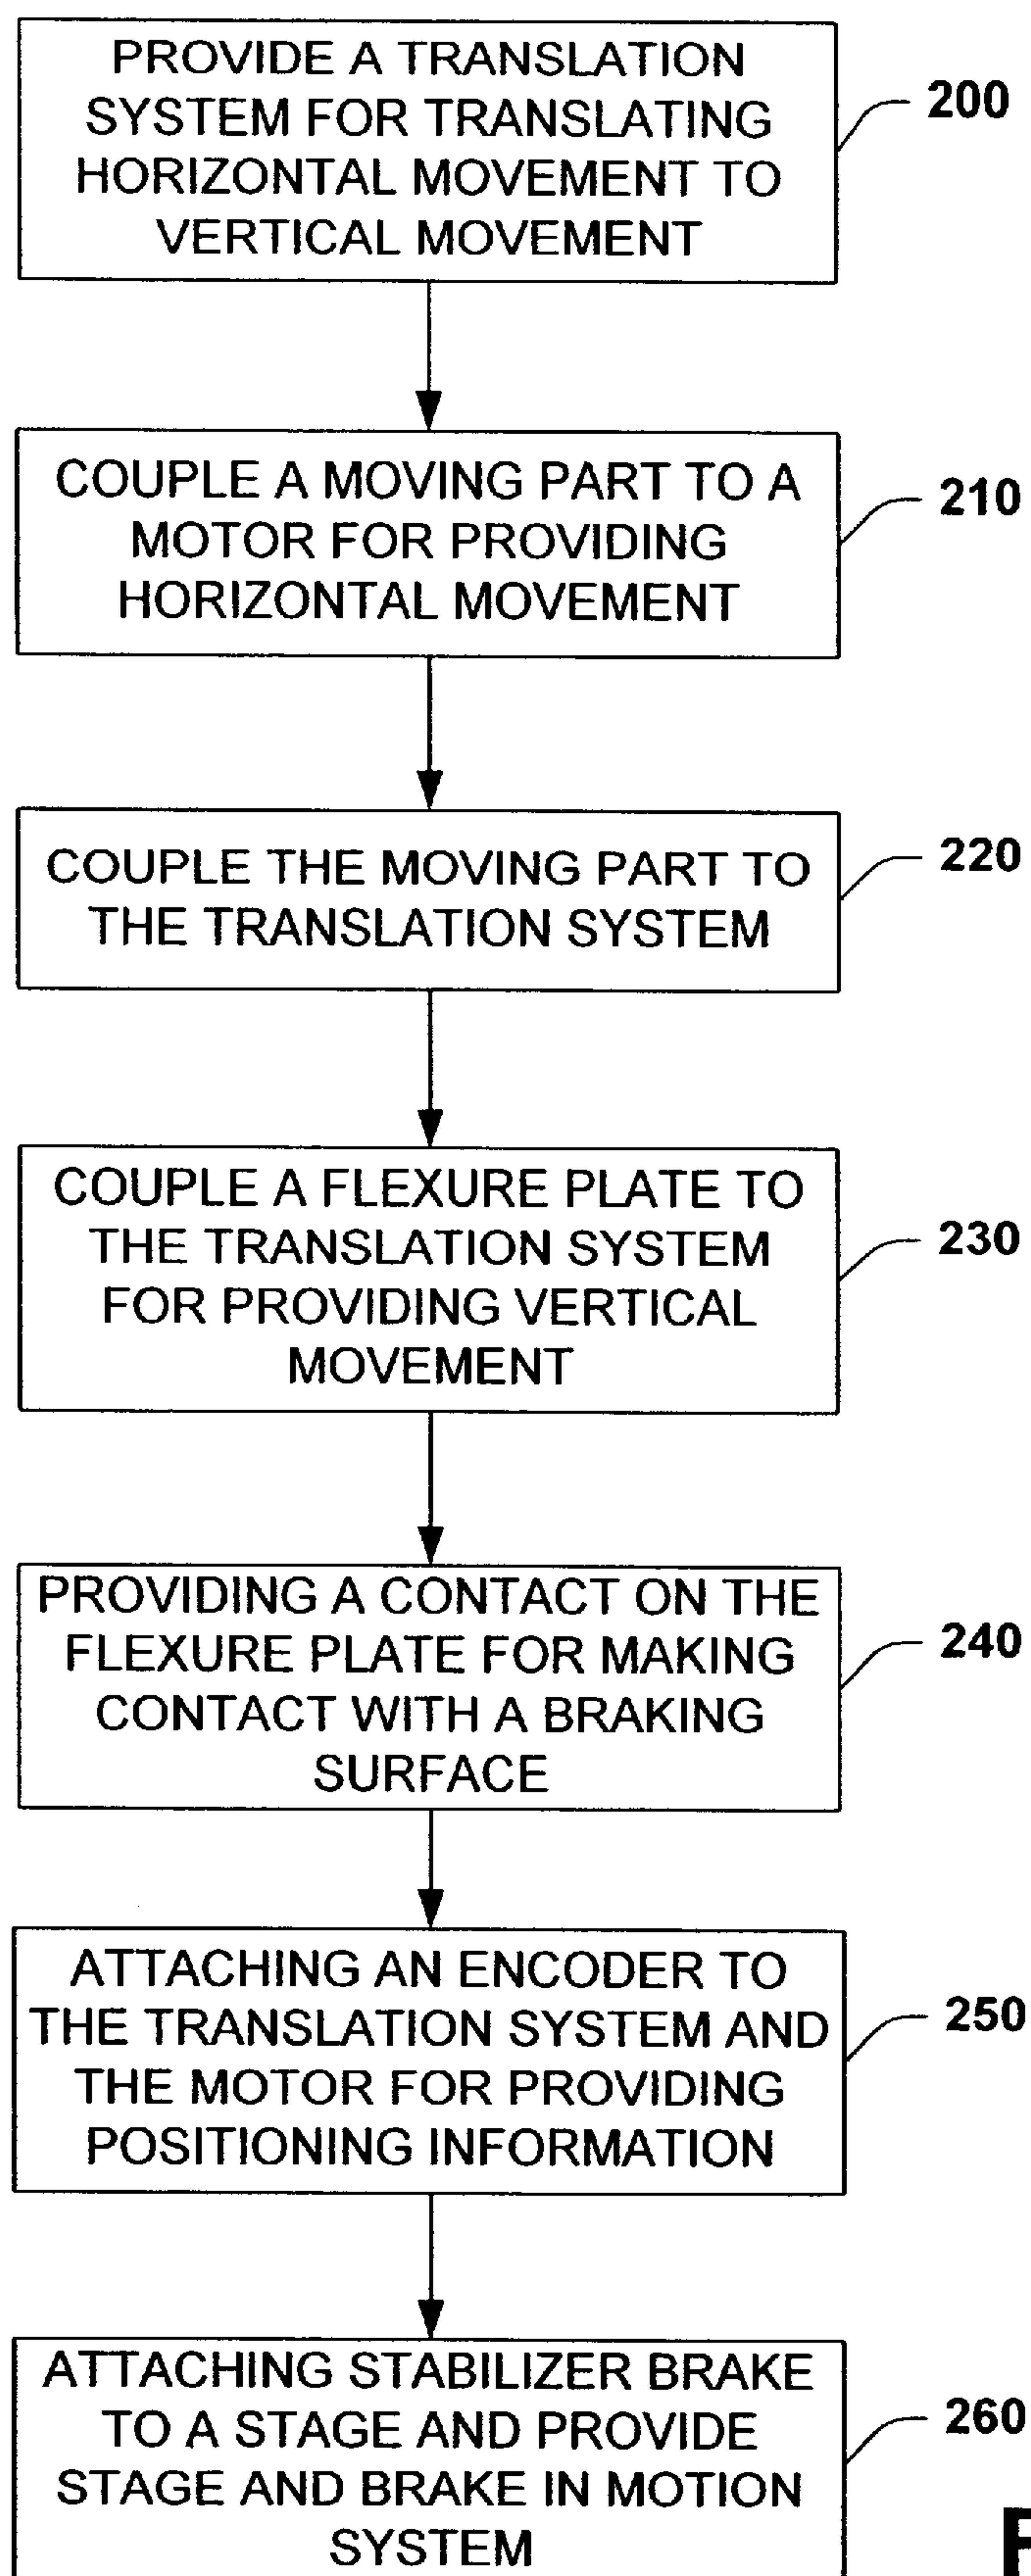 PROVIDE A TRANSLATION
SYSTEM FOR TRANSLATING
HORIZONTAL MOVEMENT TO
VERTICAL MOVEMENT
200
COUPLE A MOVING PART TO A
MOTOR FOR PROVIDING
HORIZONTAL MOVEMENT
210
COUPLE THE MOVING PART TO
THE TRANSLATION SYSTEM
220
COUPLE A FLEXURE PLATE TO
THE TRANSLATION SYSTEM
FOR PROVIDING VERTICAL
MOVEMENT
230
PROVIDING A CONTACT ON THE
FLEXURE PLATE FOR MAKING
CONTACT WITH A BRAKING
SURFACE
240
ATTACHING AN ENCODER TO
THE TRANSLATION SYSTEM AND
THE MOTOR FOR PROVIDING
POSITIONING INFORMATION
250
ATTACHING STABILIZER BRAKE
TO A STAGE AND PROVIDE
STAGE AND BRAKE IN MOTION
SYSTEM
260